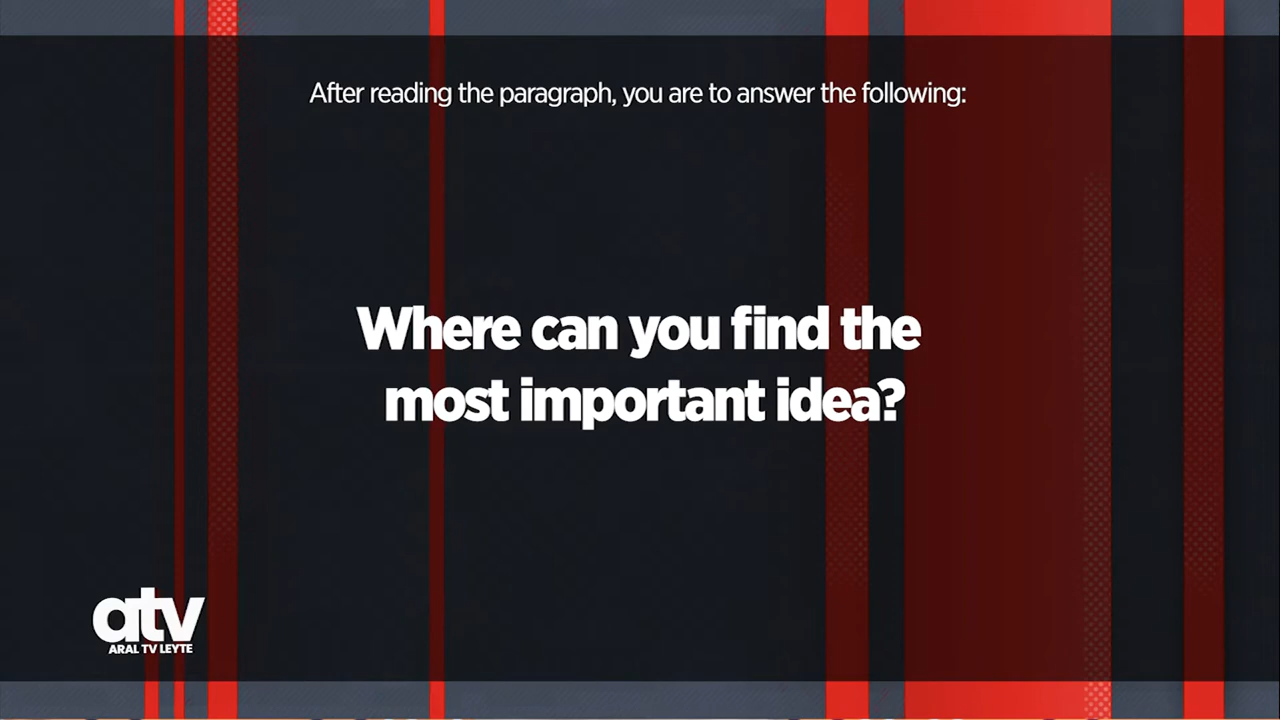 After reading the paragraph, you are to answer the following:
Where can you find the
most important idea?
atv
ARAL TV LEYTE